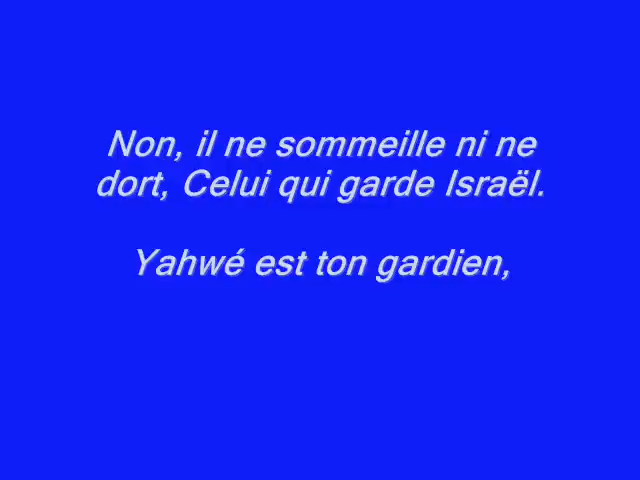 Non, il ne sommeille ni ne
dort, Celui qui garde Israël.
Yahwé est ton gardien,